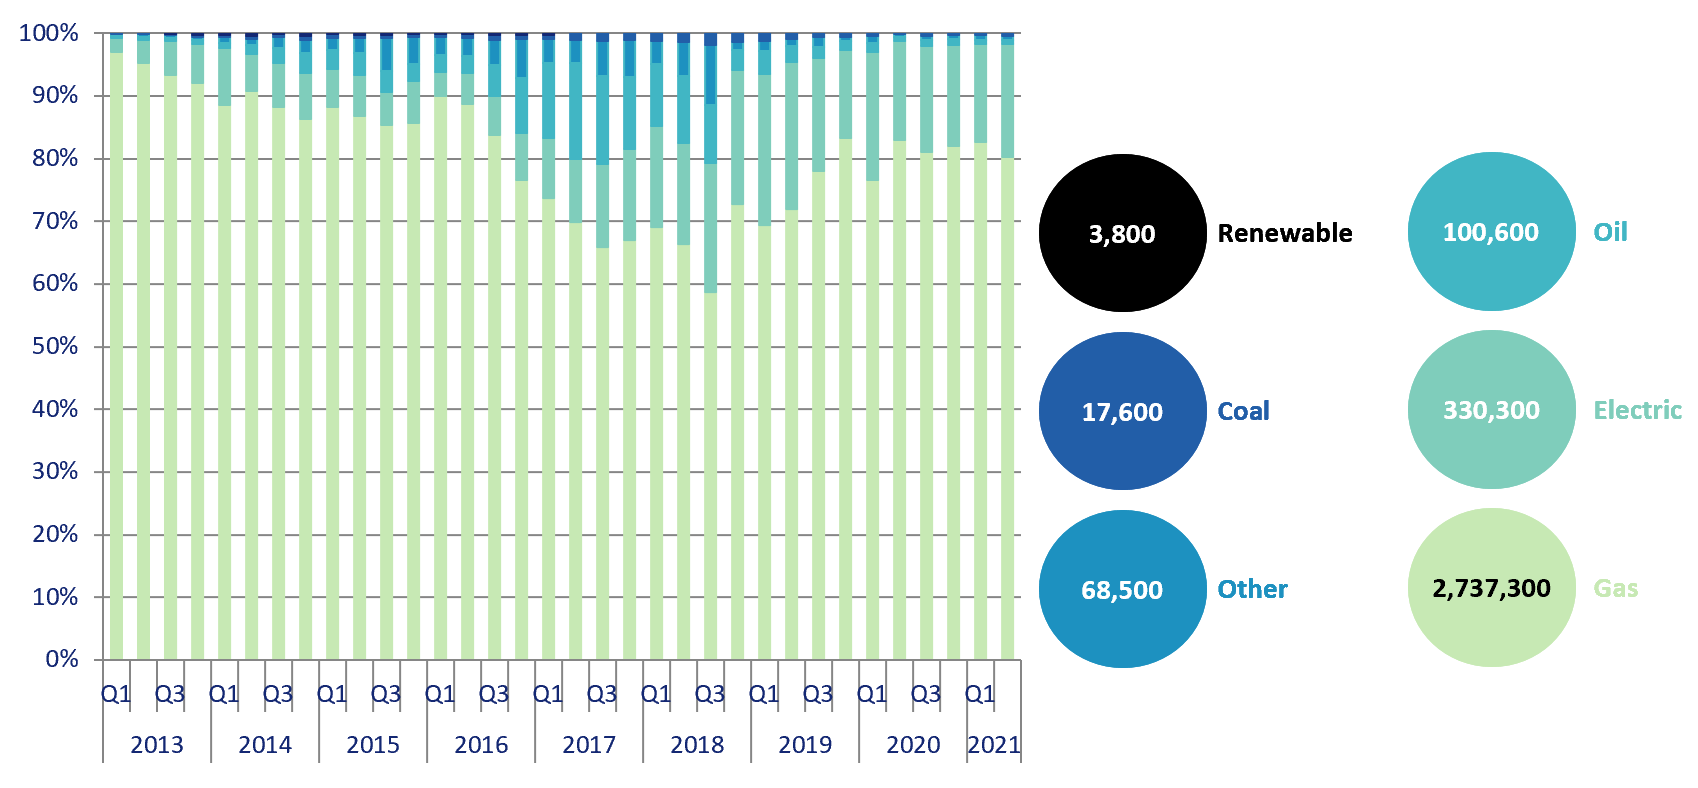 100%
90%
80%
70%
60%
50%
40%
30%
20%
10%
0%
Q1 Q3 Q1 Q3 Q1 Q3 Q1 Q3 Q1 Q3 Q1 Q3 Q1 Q3 Q1 Q3 Q1
2013 2014 2015 2016 2017 2018 2019 2020 2021
3,800 Renewable
100,600 Oil
17,600 Coal
330,300 Electric
68,500 Other
2,737,300 Gas